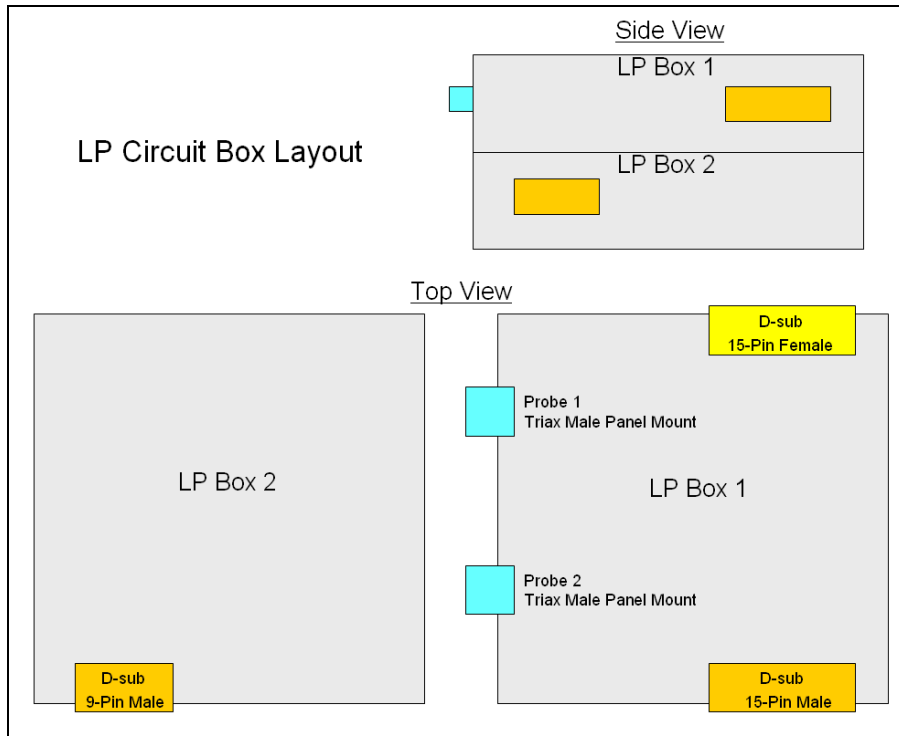 Side View
LP Box 1
LP Circuit Box Layout
LP Box 2
Top View
D-sub
15-Pin Female
Probe 1
Triax Male Panel Mount
LP Box 2
LP Box 1
Probe 2
Triax Male Panel Mount
D-sub
9-Pin Male
D-sub
15-Pin Male